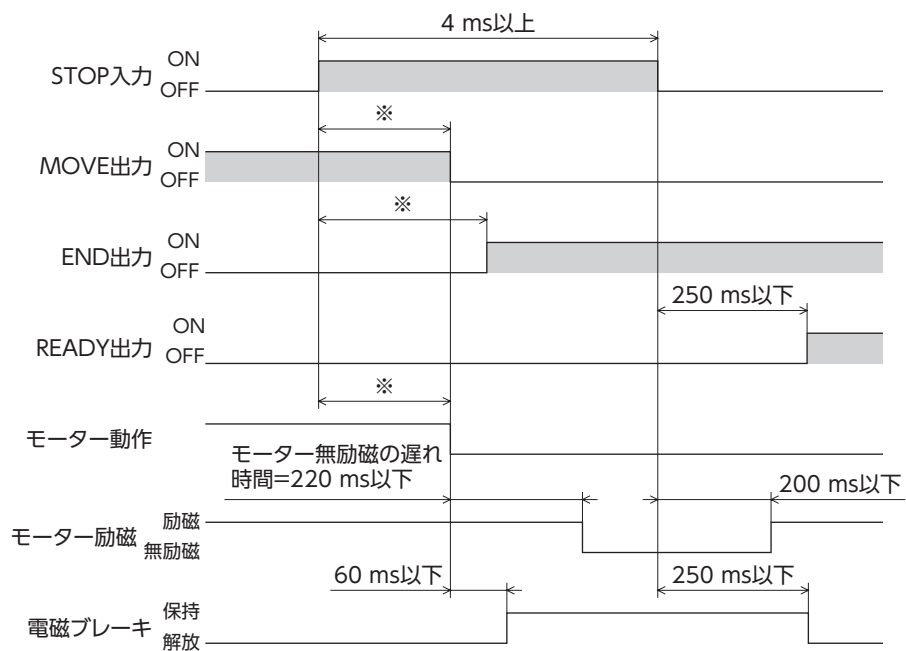 4 ms以上
STOP入力
ON
OFF
※
MOVE出力
ON
OFF
※
END出力
ON
OFF
250 ms以下
READY出力
ON
OFF
※
モーター動作
モーター無励磁の遅れ
時間=220 ms以下
200 ms以下
モーター励磁
励磁
無励磁
60 ms以下
250 ms以下
電磁ブレーキ
保持
解放